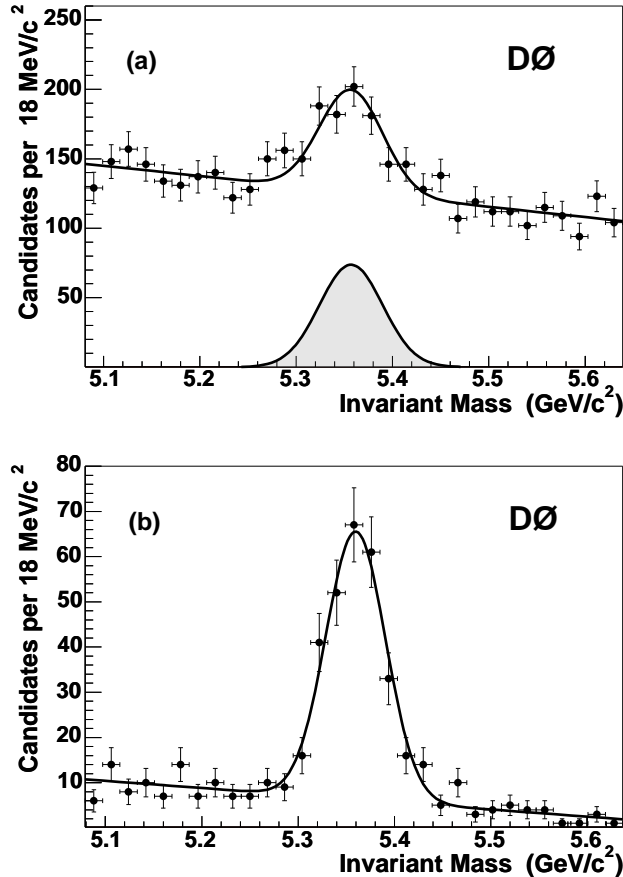 250
(a)
DØ
200
150
100
50
Candidates per 18 MeV/c²
5.1 5.2 5.3 5.4 5.5 5.6
Invariant Mass (GeV/c²)
80
(b)
DØ
70
60
50
40
30
20
10
Candidates per 18 MeV/c²
5.1 5.2 5.3 5.4 5.5 5.6
Invariant Mass (GeV/c²)